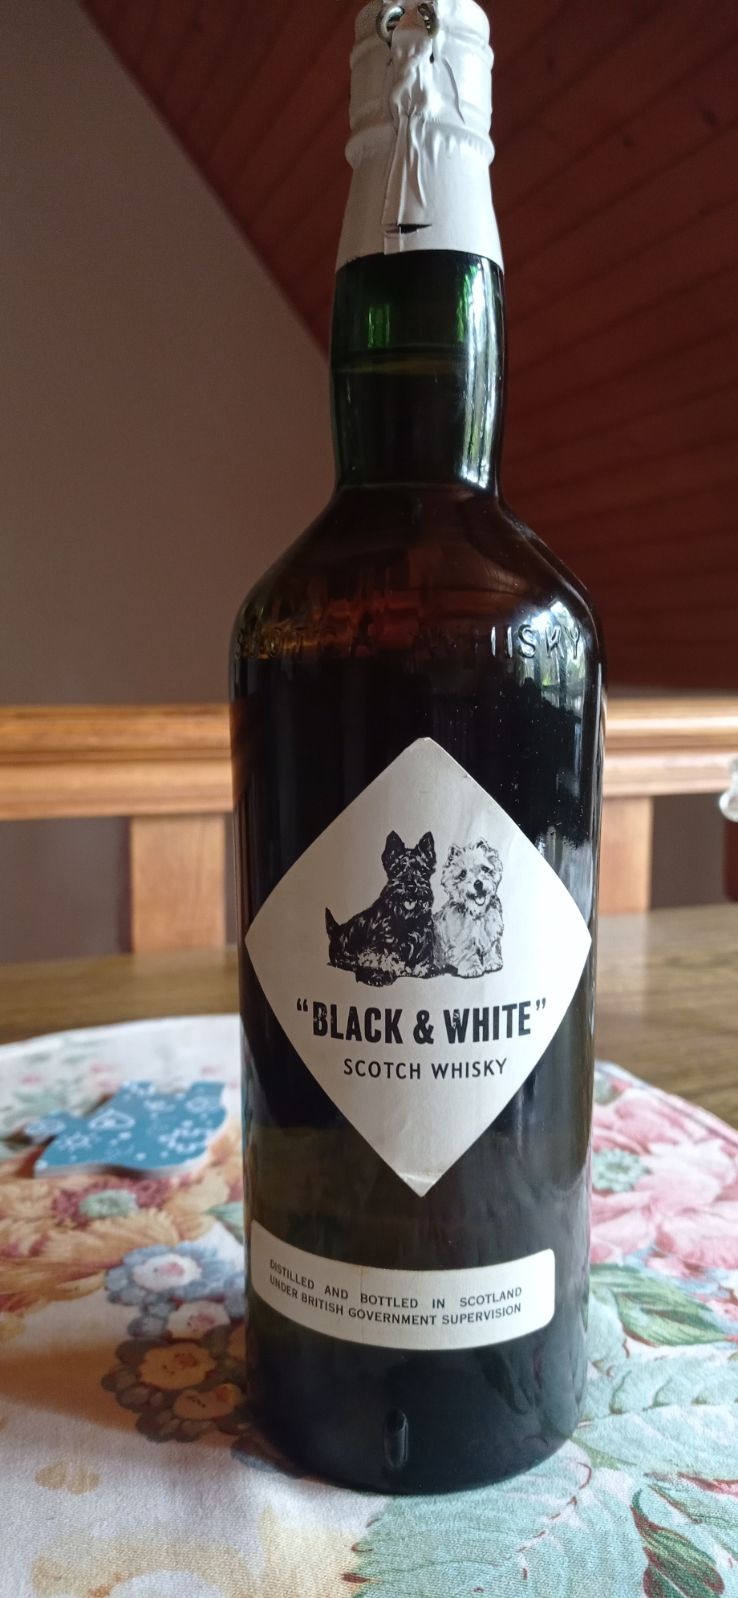 SCOTCH WHISKY
“BLACK & WHITE”
SCOTCH WHISKY
DISTILLED AND BOTTLED IN SCOTLAND
UNDER BRITISH GOVERNMENT SUPERVISION